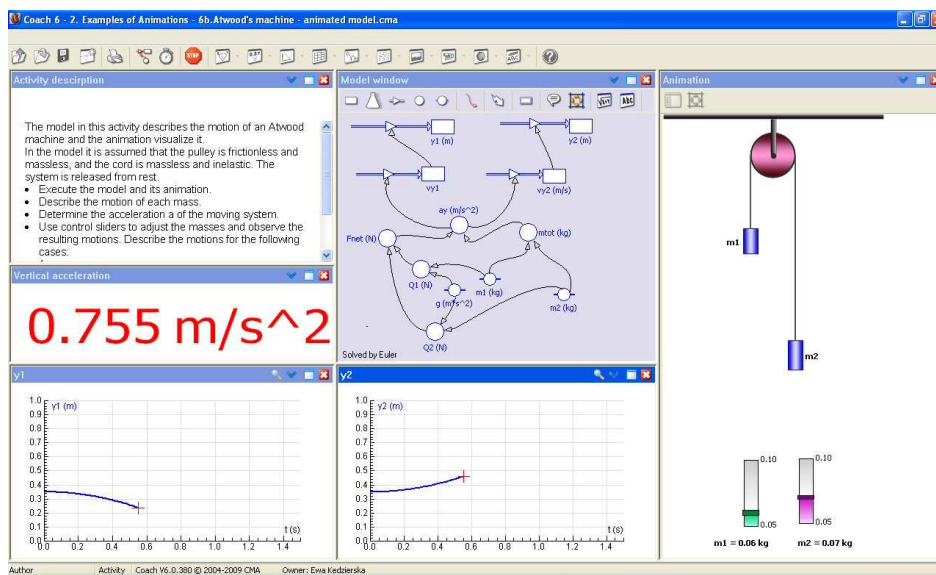 Coach 6 - 2. Examples of Animations - 6b.Atwood's machine - animated model.cma
STOP
Activity descirption
The model in this activity describes the motion of an Atwood
machine and the animation visualize it.
In the model it is assumed that the pulley is frictionless and
massless, and the cord is massless and inelastic. The
system is released from rest.
• Execute the model and its animation.
• Describe the motion of each mass.
• Determine the acceleration a of the moving system.
• Use control sliders to adjust the masses and observe the
resulting motions. Describe the motions for the following
cases:
Vertical acceleration
0.755 m/s^2
Model window
y1 (m)
y2 (m)
vy1
vy2 (m/s)
ay (m/s^2)
Fnet (N)
mtot (kg)
Q1 (N)
m1 (kg)
g (m/s^2)
m2 (kg)
Q2 (N)
Solved by Euler
Animation
m1
m2
0.10
0.10
0.05
0.05
m1 = 0.06 kg
m2 = 0.07 kg
y1
1.0
y1 (m)
0.9
0.8
0.7
0.6
0.5
0.4
0.3
0.2
0.1
0.0
t (s)
0.0 0.2 0.4 0.6 0.8 1.0 1.2 1.4
y2
1.0
y2 (m)
0.9
0.8
0.7
0.6
0.5
0.4
0.3
0.2
0.1
0.0
t (s)
0.0 0.2 0.4 0.6 0.8 1.0 1.2 1.4
Author Activity Coach V6.0.380 © 2004-2009 CMA Owner: Ewa Kedzierska